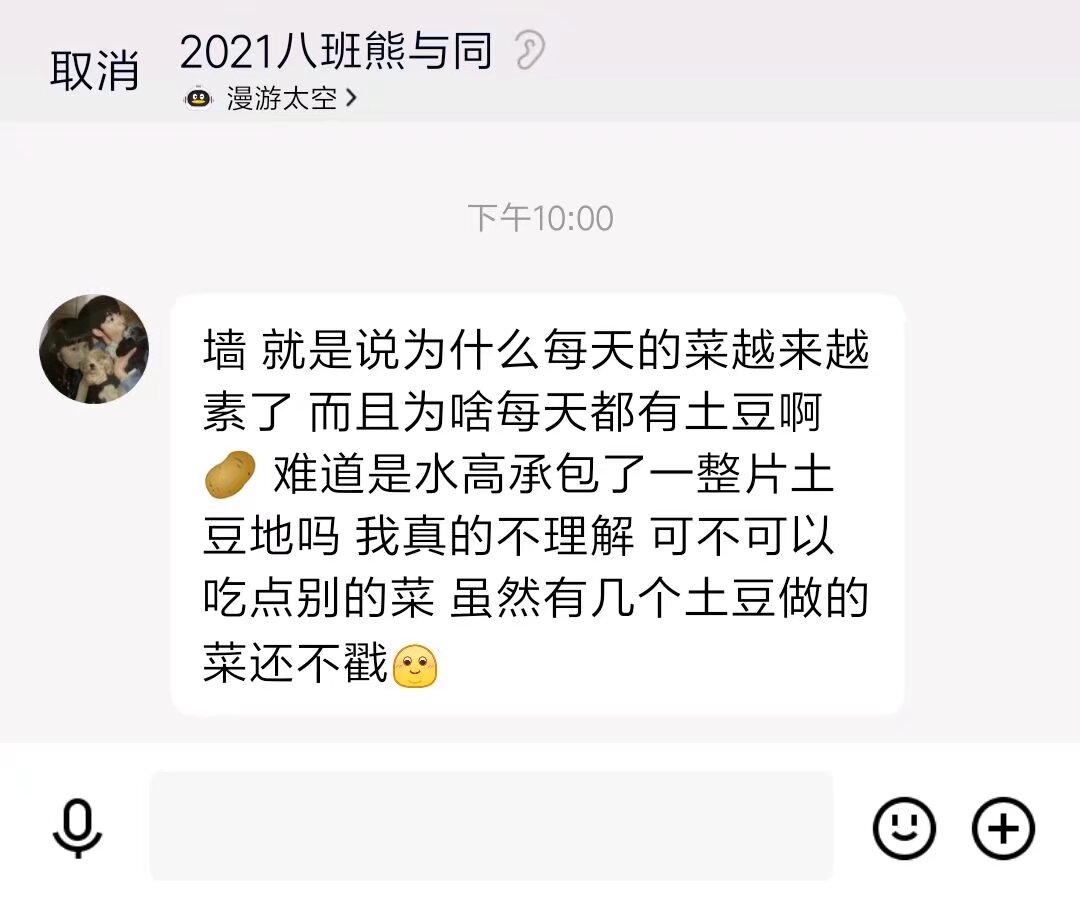 取消
2021八班熊与同
漫游太空
下午10:00
墙 就是说为什么每天的菜越来越
素了 而且为啥每天都有土豆啊
🥔 难道是水高承包了一整片土
豆地吗 我真的不理解 可不可以
吃点别的菜 虽然有几个土豆做的
菜还不戳